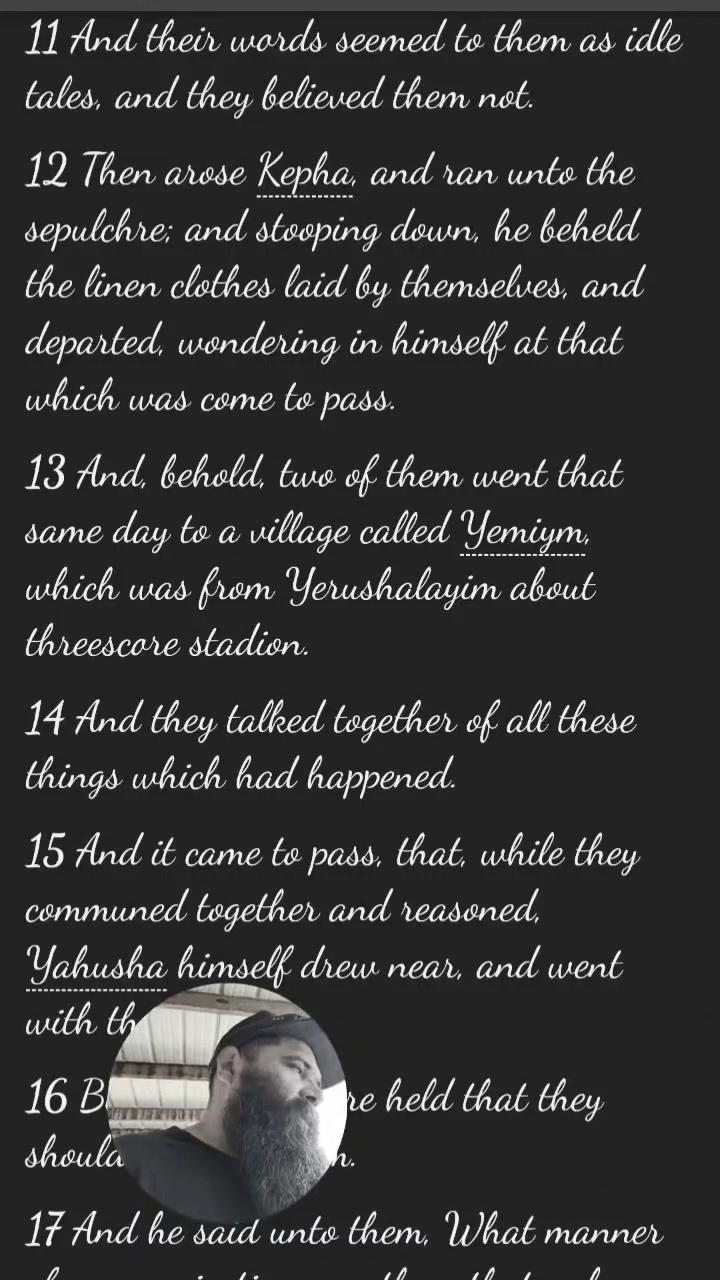 11 And their words seemed to them as idle
tales, and they believed them not.
12 Then arose Kepha, and ran unto the
sepulchre; and stooping down, he beheld
the linen clothes laid by themselves, and
departed, wondering in himself at that
which was come to pass.
13 And, behold, two of them went that
same day to a village called Yemiym,
which was from Yerushalayim about
threescore stadion.
14 And they talked together of all these
things which had happened.
15 And it came to pass, that, while they
communed together and reasoned,
Yahusha himself drew near, and went
with
16 held that they
17 And he said unto them, What manner